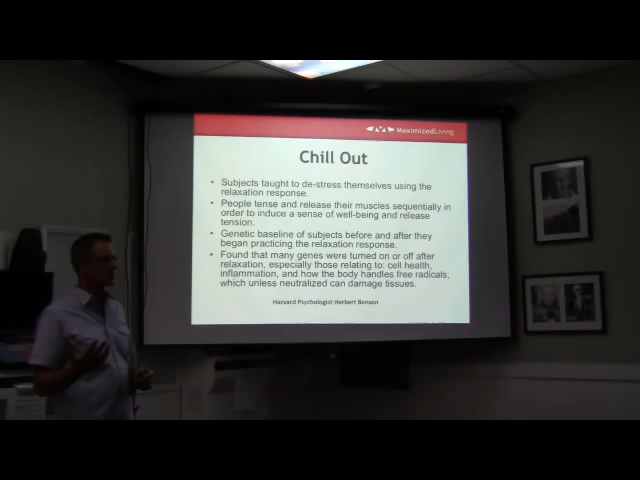 MaximizedLiving
Chill Out
• Subjects taught to de-stress themselves using the
relaxation response.
• People tense and release their muscles sequentially in
order to induce a sense of well-being and release
tension.
• Genetic baseline of subjects before and after they
began practicing the relaxation response.
• Found that many genes were turned on or off after
relaxation, especially those relating to: cell health,
inflammation, and how the body handles free radicals,
which unless neutralized can damage tissues.
Harvard Psychologist Herbert Benson